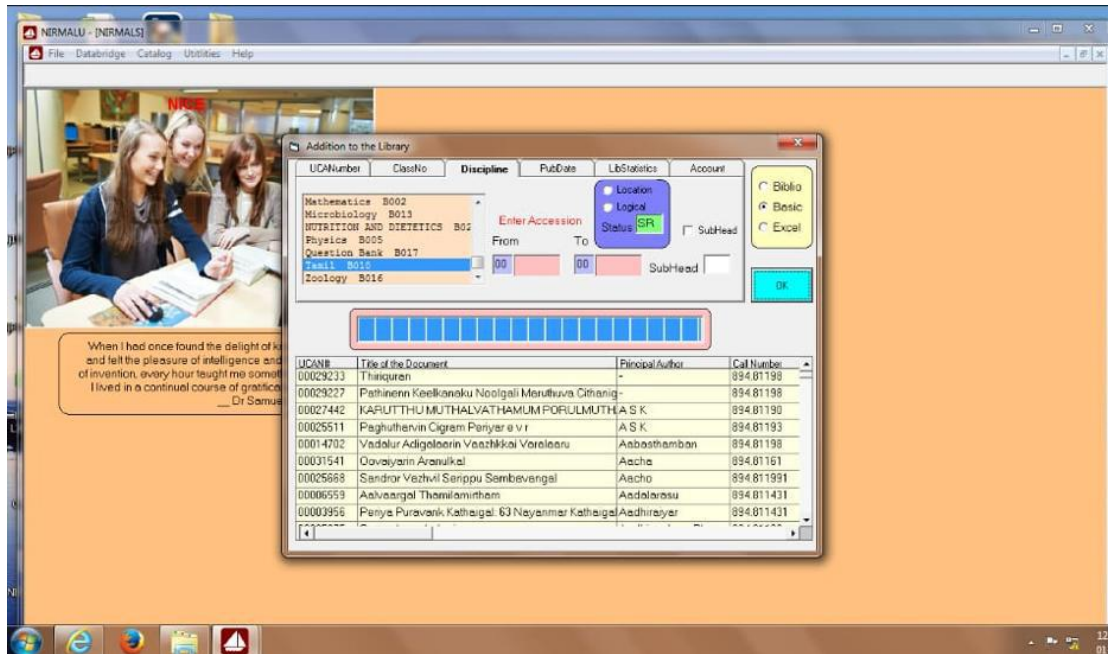 NIRMALU - [NIRMALS]
File Databridge Catalog Utitlities Help
NICE
When I had once found the delight of
and felt the pleasure of intelligence and
of invention, every hour taught me
I lived in a continual course of
__ Dr
Addition to the Library
UCANumber ClassNo Discipline PubDate LibStatistics Account
Mathematics B002
Microbiology B013
NUTRITION AND DIETETICS B02
Physics B005
Question Bank B017
Tamil B010
Zoology B016
Enter Accession
From To
00 00
Location
Logical
Status SR
SubHead
SubHead
Biblio
Basic
Excel
OK
UCAN# Title of the Document Principal Author Call Number
00029233 Thiriquran - 894.81198
00029227 Pathinenn Keelkanaku Noolgali Maruthuva Cithanig - 894.81198
00027442 KARUTTHU MUTHALVATHAMUM PORULMUTH A S K 894.81190
00025511 Paghutharvin Cigram Periyar e v r A S K 894.81193
00014702 Vadalur Adigalaarin Vaazhkkai Varalaaru Aabasthamban 894.81198
00031541 Oovaiyarin Aranulkal Aacha 894.81161
00025668 Sandror Vazhvil Serippu Sambavangal Aacho 894.811991
00006559 Aalvaargal Thamilamirtham Aadalarasu 894.811431
00003956 Periya Puravank Kathaigal: 63 Nayanmar Kathaigal Aadhiraiyar 894.811431
12
01